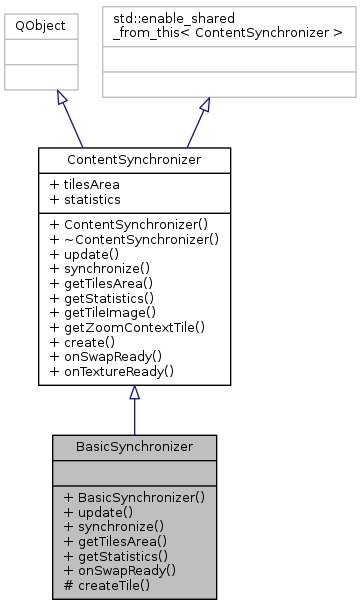 QObject
std::enable_shared
_from_this< ContentSynchronizer >
ContentSynchronizer
+ tilesArea
+ statistics
+ ContentSynchronizer()
+ ~ContentSynchronizer()
+ update()
+ synchronize()
+ getTilesArea()
+ getStatistics()
+ getTileImage()
+ getZoomContextTile()
+ create()
+ onSwapReady()
+ onTextureReady()
BasicSynchronizer
+ BasicSynchronizer()
+ update()
+ synchronize()
+ getTilesArea()
+ getStatistics()
+ onSwapReady()
# createTile()